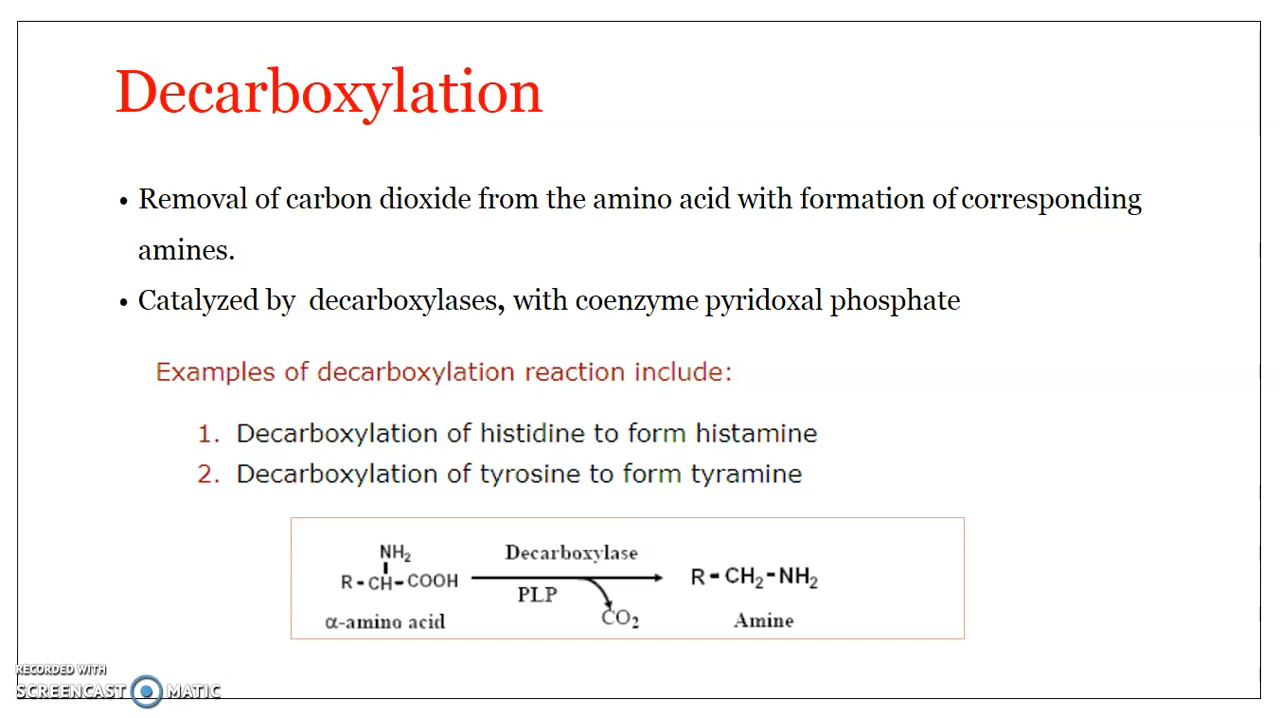 Decarboxylation
• Removal of carbon dioxide from the amino acid with formation of corresponding
amines.
• Catalyzed by decarboxylases, with coenzyme pyridoxal phosphate
Examples of decarboxylation reaction include:
1. Decarboxylation of histidine to form histamine
2. Decarboxylation of tyrosine to form tyramine
NH₂
R-CH-COOH
α-amino acid
Decarboxylase
PLP
CO₂
R-CH₂-NH₂
Amine
RECORDED WITH
SCREENCAST MATIC